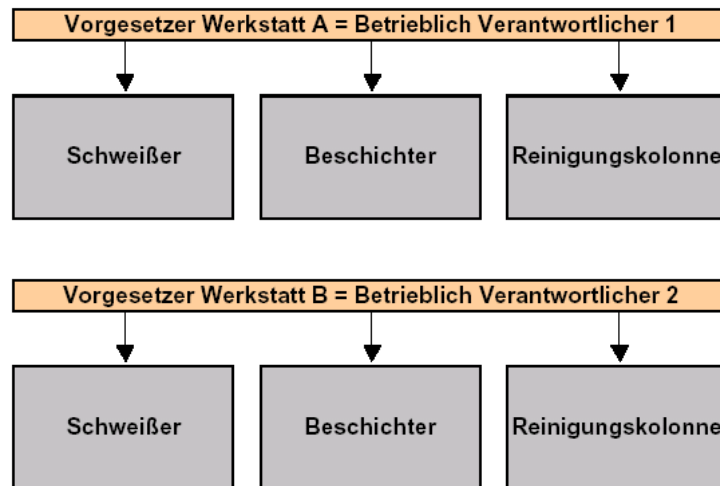 Vorgesetzer Werkstatt A = Betrieblich Verantwortlicher 1
Schweißer Beschichter Reinigungskolonne
Vorgesetzer Werkstatt B = Betrieblich Verantwortlicher 2
Schweißer Beschichter Reinigungskolonne